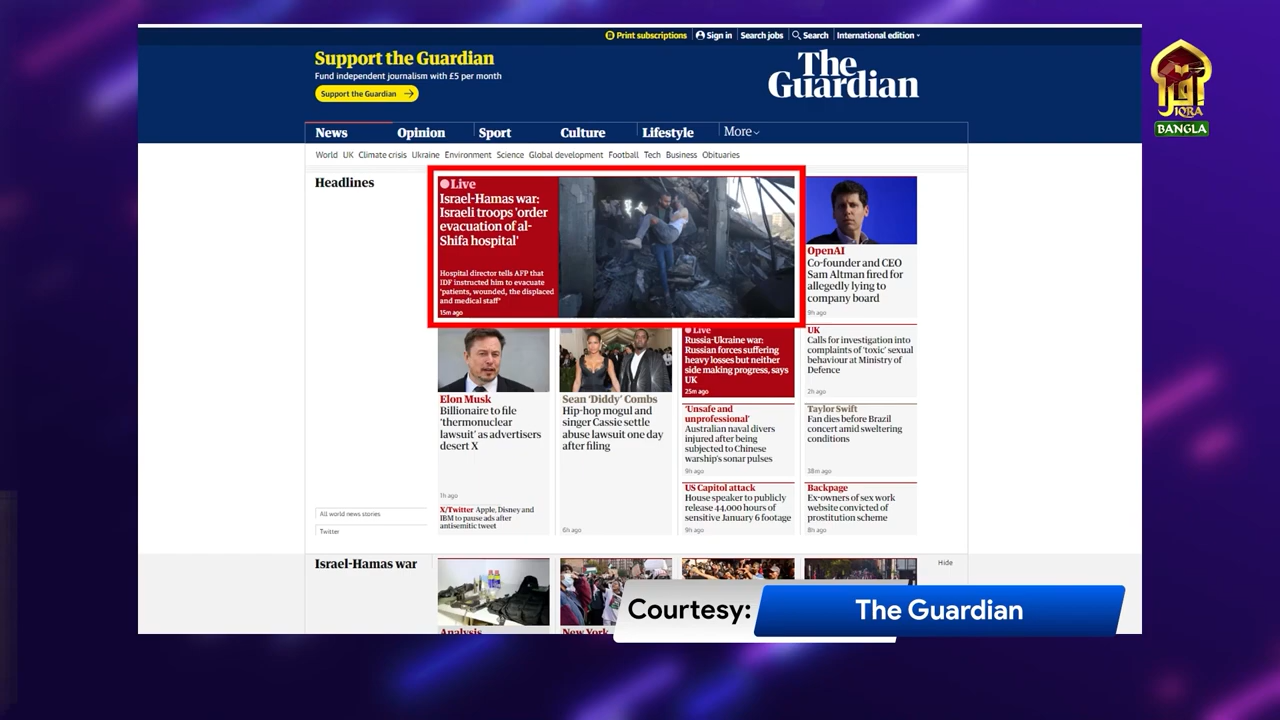 Print subscriptions
Sign in
Search jobs
Search
International edition
Support the Guardian
Fund independent journalism with £5 per month
Support the Guardian
The
Guardian
اقرأ
IQRA
BANGLA
News
Opinion
Sport
Culture
Lifestyle
More
World UK Climate crisis Ukraine Environment Science Global development Football Tech Business Obituaries
Headlines
Live
Israel-Hamas war:
Israeli troops 'order
evacuation of al-
Shifa hospital'
Hospital director tells AFP that
IDF instructed him to evacuate
'patients, wounded, the displaced
and medical staff'
15m ago
OpenAI
Co-founder and CEO
Sam Altman fired for
allegedly lying to
company board
9h ago
Elon Musk
Billionaire to file
'thermonuclear
lawsuit' as advertisers
desert X
1h ago
X/Twitter Apple, Disney and
IBM to pause ads after
antisemitic tweet
Sean 'Diddy' Combs
Hip-hop mogul and
singer Cassie settle
abuse lawsuit one day
after filing
6h ago
Live
Russia-Ukraine war:
Russian forces suffering
heavy losses but neither
side making progress, says
UK
25m ago
'Unsafe and
unprofessional'
Australian naval divers
injured after being
subjected to Chinese
warship's sonar pulses
9h ago
US Capitol attack
House speaker to publicly
release 44,000 hours of
sensitive January 6 footage
9h ago
UK
Calls for investigation into
complaints of 'toxic' sexual
behaviour at Ministry of
Defence
2h ago
Taylor Swift
Fan dies before Brazil
concert amid sweltering
conditions
38m ago
Backpage
Ex-owners of sex work
website convicted of
prostitution scheme
8h ago
All world news stories
Twitter
Israel-Hamas war
Hide
Analysis
New York
Courtesy:
The Guardian